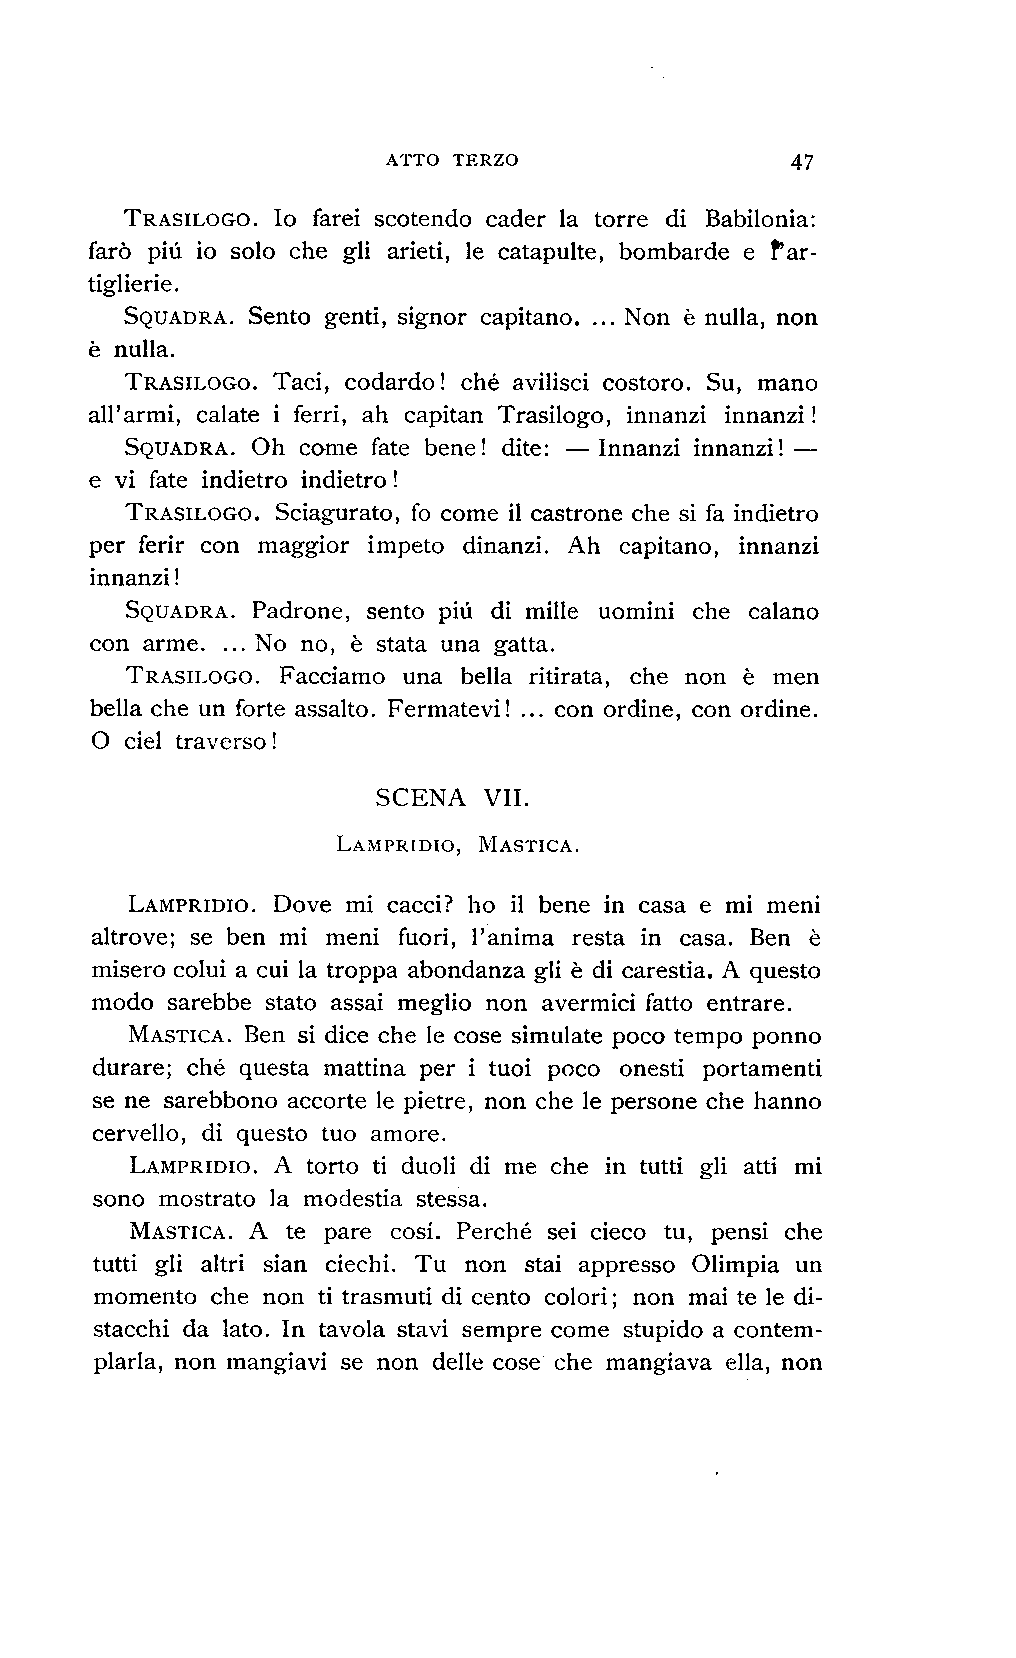 ATTO TERZO 47
TRASILOGO. Io farei scotendo cader la torre di Babilonia:
farò piú io solo che gli arieti, le catapulte, bombarde e l'ar-
tiglierie.
SQUADRA. Sento genti, signor capitano. ... Non è nulla, non
è nulla.
TRASILOGO. Taci, codardo! ché avilisci costoro. Su, mano
all'armi, calate i ferri, ah capitan Trasilogo, innanzi innanzi!
SQUADRA. Oh come fate bene! dite: — Innanzi innanzi! —
e vi fate indietro indietro!
TRASILOGO. Sciagurato, fo come il castrone che si fa indietro
per ferir con maggior impeto dinanzi. Ah capitano, innanzi
innanzi!
SQUADRA. Padrone, sento piú di mille uomini che calano
con arme. ... No no, è stata una gatta.
TRASILOGO. Facciamo una bella ritirata, che non è men
bella che un forte assalto. Fermatevi! ... con ordine, con ordine.
O ciel traverso!
SCENA VII.
LAMPRIDIO, MASTICA.
LAMPRIDIO. Dove mi cacci? ho il bene in casa e mi meni
altrove; se ben mi meni fuori, l'anima resta in casa. Ben è
misero colui a cui la troppa abondanza gli è di carestia. A questo
modo sarebbe stato assai meglio non avermici fatto entrare.
MASTICA. Ben si dice che le cose simulate poco tempo ponno
durare; ché questa mattina per i tuoi poco onesti portamenti
se ne sarebbono accorte le pietre, non che le persone che hanno
cervello, di questo tuo amore.
LAMPRIDIO. A torto ti duoli di me che in tutti gli atti mi
sono mostrato la modestia stessa.
MASTICA. A te pare cosí. Perché sei cieco tu, pensi che
tutti gli altri sian ciechi. Tu non stai appresso Olimpia un
momento che non ti trasmuti di cento colori; non mai te le di-
stacchi da lato. In tavola stavi sempre come stupido a contem-
plarla, non mangiavi se non delle cose che mangiava ella, non